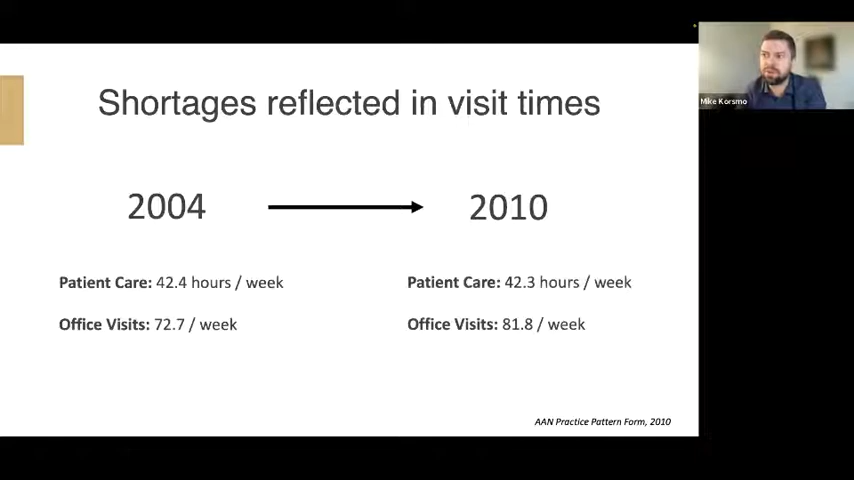 Shortages reflected in visit times
2004
2010
Patient Care: 42.4 hours / week
Office Visits: 72.7 / week
Patient Care: 42.3 hours / week
Office Visits: 81.8 / week
AAN Practice Pattern Form, 2010
Mike Korsmo